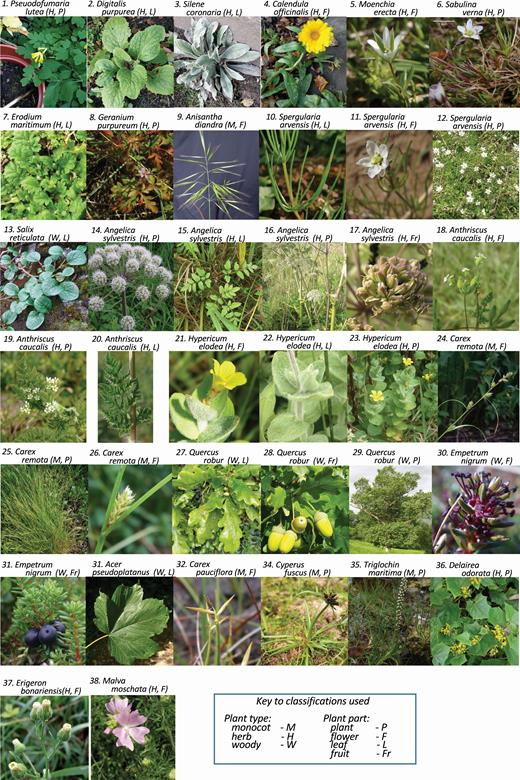 1. Pseudofumaria
lutea (H, P)
2. Digitalis
purpurea (H, L)
3. Silene
coronaria (H, L)
4. Calendula
officinalis (H, F)
5. Moenchia
erecta (H, F)
6. Sabulina
verna (H, P)
7. Erodium
maritimum (H, L)
8. Geranium
purpureum (H, P)
9. Anisantha
diandra (M, F)
10. Spergularia
arvensis (H, L)
11. Spergularia
arvensis (H, F)
12. Spergularia
arvensis (H, P)
13. Salix
reticulata (W, L)
14. Angelica
sylvestris (H, P)
15. Angelica
sylvestris (H, L)
16. Angelica
sylvestris (H, P)
17. Angelica
sylvestris (H, Fr)
18. Anthriscus
caucalis (H, F)
19. Anthriscus
caucalis (H, P)
20. Anthriscus
caucalis (H, L)
21. Hypericum
elodea (H, F)
22. Hypericum
elodea (H, L)
23. Hypericum
elodea (H, P)
24. Carex
remota (M, F)
25. Carex
remota (M, P)
26. Carex
remota (M, F)
27. Quercus
robur (W, L)
28. Quercus
robur (W, Fr)
29. Quercus
robur (W, P)
30. Empetrum
nigrum (W, F)
31. Empetrum
nigrum (W, Fr)
31. Acer
pseudoplatanus (W, L)
32. Carex
pauciflora (M, F)
34. Cyperus
fuscus (M, P)
35. Triglochin
maritima (M, P)
36. Delairea
odorata (H, P)
37. Erigeron
bonariensis(H, F)
38. Malva
moschata (H, F)
Key to classifications used
Plant type:
monocot - M
herb - H
woody - W
Plant part:
plant - P
flower - F
leaf - L
fruit - Fr